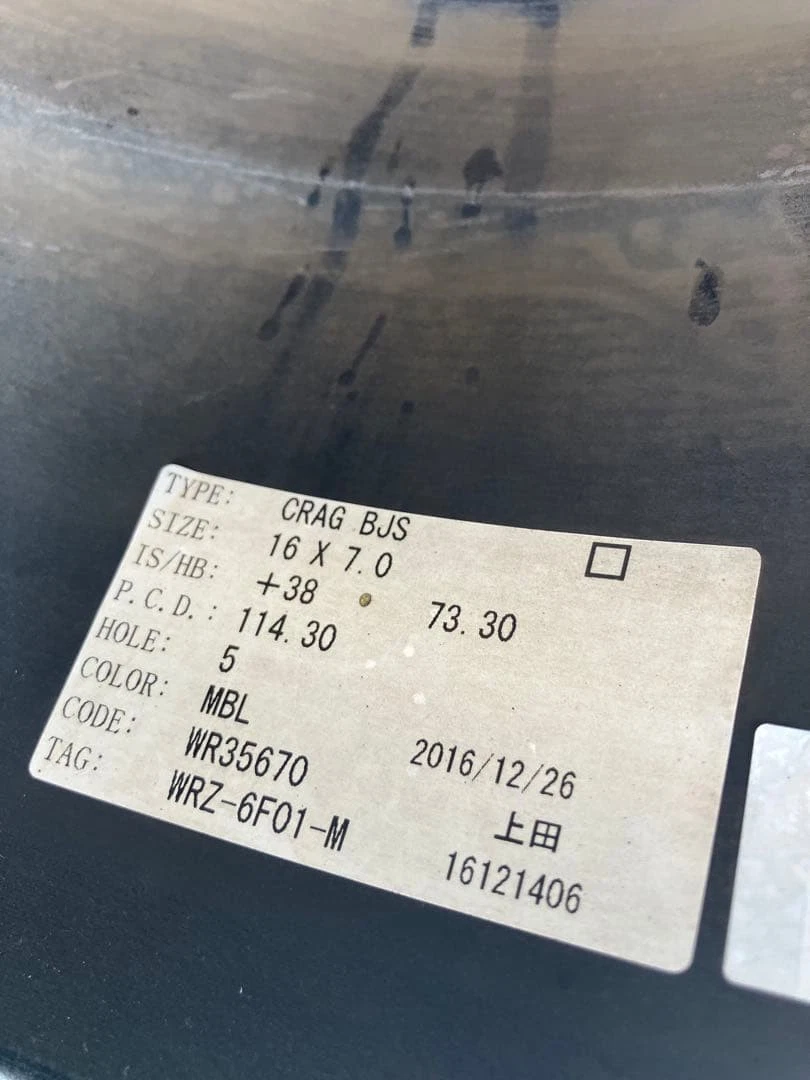 TYPE: CRAG BJS
SIZE: 16 X 7.0
IS/HB: +38 73.30
P.C.D.: 114.30
HOLE: 5
COLOR: MBL
CODE: WR35670 2016/12/26
TAG: WRZ-6F01-M 上田
16121406